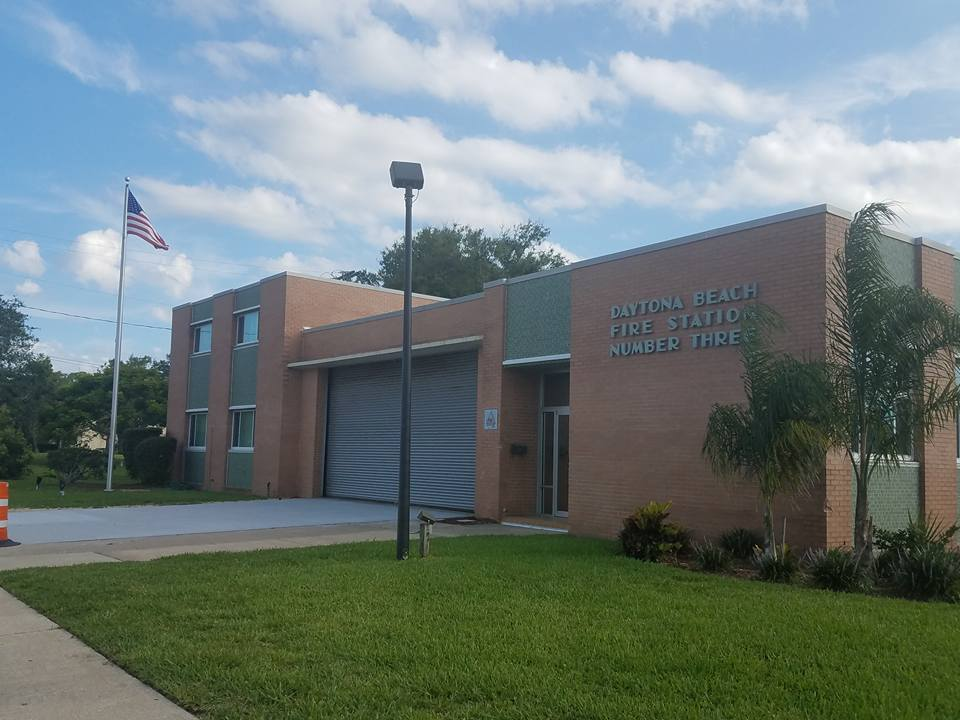 DAYTONA BEACH
FIRE STATION
NUMBER THREE